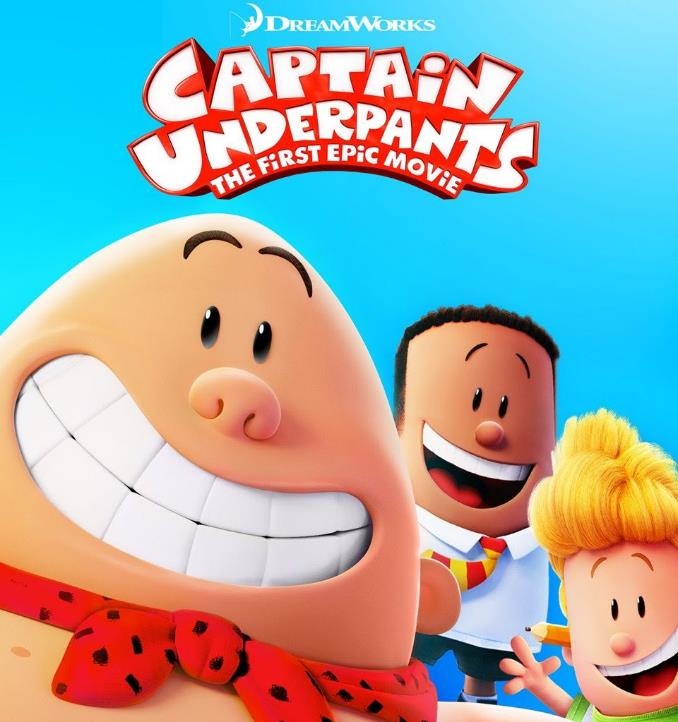 DREAMWORKS
CAPTAiN
UNDERPANTS
THE FiRST EPiC MOViE